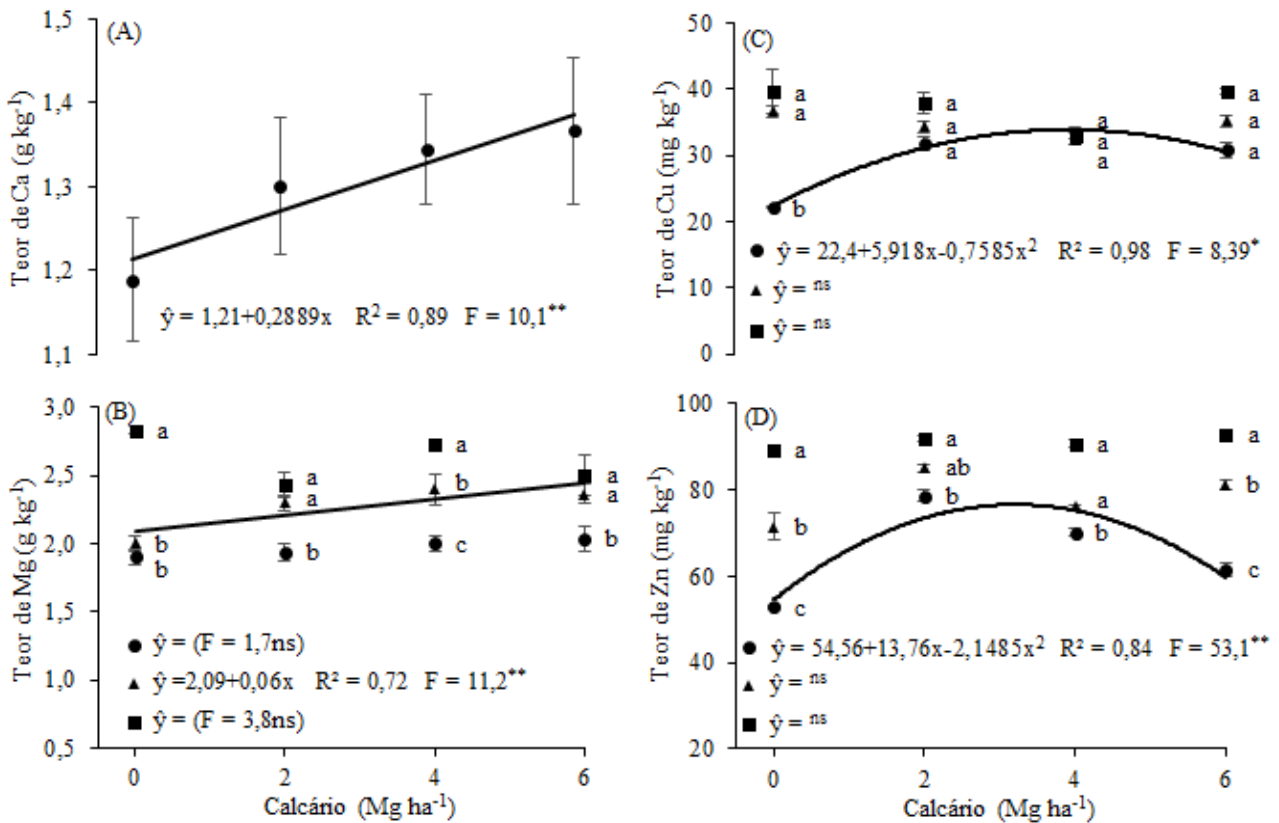 (A)
1,5
1,4
1,3
1,2
1,1
Teor de Ca (g kg⁻¹)
ŷ = 1,21+0,2889x R² = 0,89 F = 10,1**
(C)
50
40
30
20
10
0
Teor de Cu (mg kg⁻¹)
a
a
b
a
a
a
a
a
a
a
a
a
ŷ = 22,4+5,918x-0,7585x² R² = 0,98 F = 8,39*
ŷ = ns
ŷ = ns
(B)
3,0
2,5
2,0
1,5
1,0
0,5
Teor de Mg (g kg⁻¹)
a
b
b
a
a
b
a
b
c
a
a
b
ŷ = (F = 1,7ns)
ŷ=2,09+0,06x R² = 0,72 F = 11,2**
ŷ = (F = 3,8ns)
0 2 4 6
Calcário (Mg ha⁻¹)
(D)
100
80
60
40
20
Teor de Zn (mg kg⁻¹)
a
b
c
a
ab
b
a
a
b
a
b
c
ŷ = 54,56+13,76x-2,1485x² R² = 0,84 F = 53,1**
ŷ = ns
ŷ = ns
0 2 4 6
Calcário (Mg ha⁻¹)